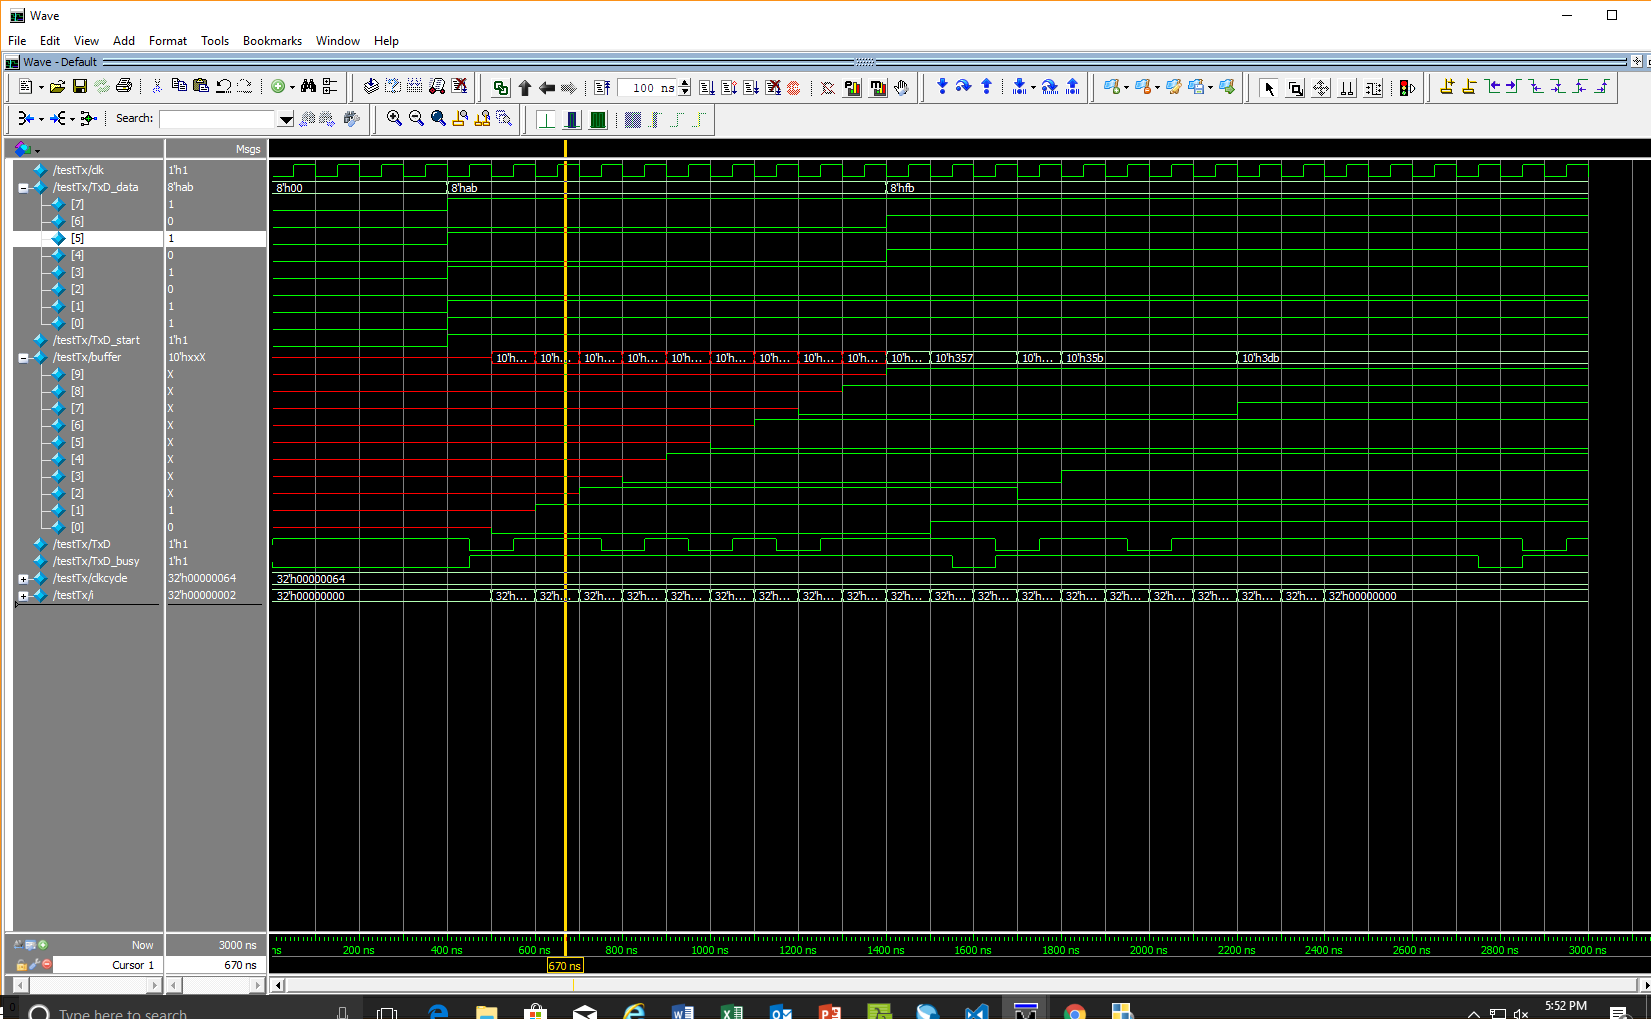 Wave
File Edit View Add Format Tools Bookmarks Window Help
Wave - Default
100 ns
Search:
Msgs
/testTx/clk 1'h1
/testTx/TxD_data 8'hab 8'h00 8'hab 8'hfb
[7] 1
[6] 0
[5] 1
[4] 0
[3] 1
[2] 0
[1] 1
[0] 1
/testTx/TxD_start 1'h1
/testTx/buffer 10'hxxX 10'h... 10'h... 10'h... 10'h... 10'h... 10'h... 10'h... 10'h... 10'h... 10'h... 10'h357 10'h... 10'h35b 10'h3db
[9] X
[8] X
[7] X
[6] X
[5] X
[4] X
[3] X
[2] X
[1] 1
[0] 0
/testTx/TxD 1'h1
/testTx/TxD_busy 1'h1
/testTx/clkcycle 32'h00000064 32'h00000064
/testTx/i 32'h00000002 32'h00000000 32'h... 32'h... 32'h... 32'h... 32'h... 32'h... 32'h... 32'h... 32'h... 32'h... 32'h... 32'h... 32'h... 32'h... 32'h... 32'h... 32'h... 32'h... 32'h... 32'h00000000
Now 3000 ns ns 200 ns 400 ns 600 ns 800 ns 1000 ns 1200 ns 1400 ns 1600 ns 1800 ns 2000 ns 2200 ns 2400 ns 2600 ns 2800 ns 3000 ns
Cursor 1 670 ns 670 ns
Type here to search
5:52 PM